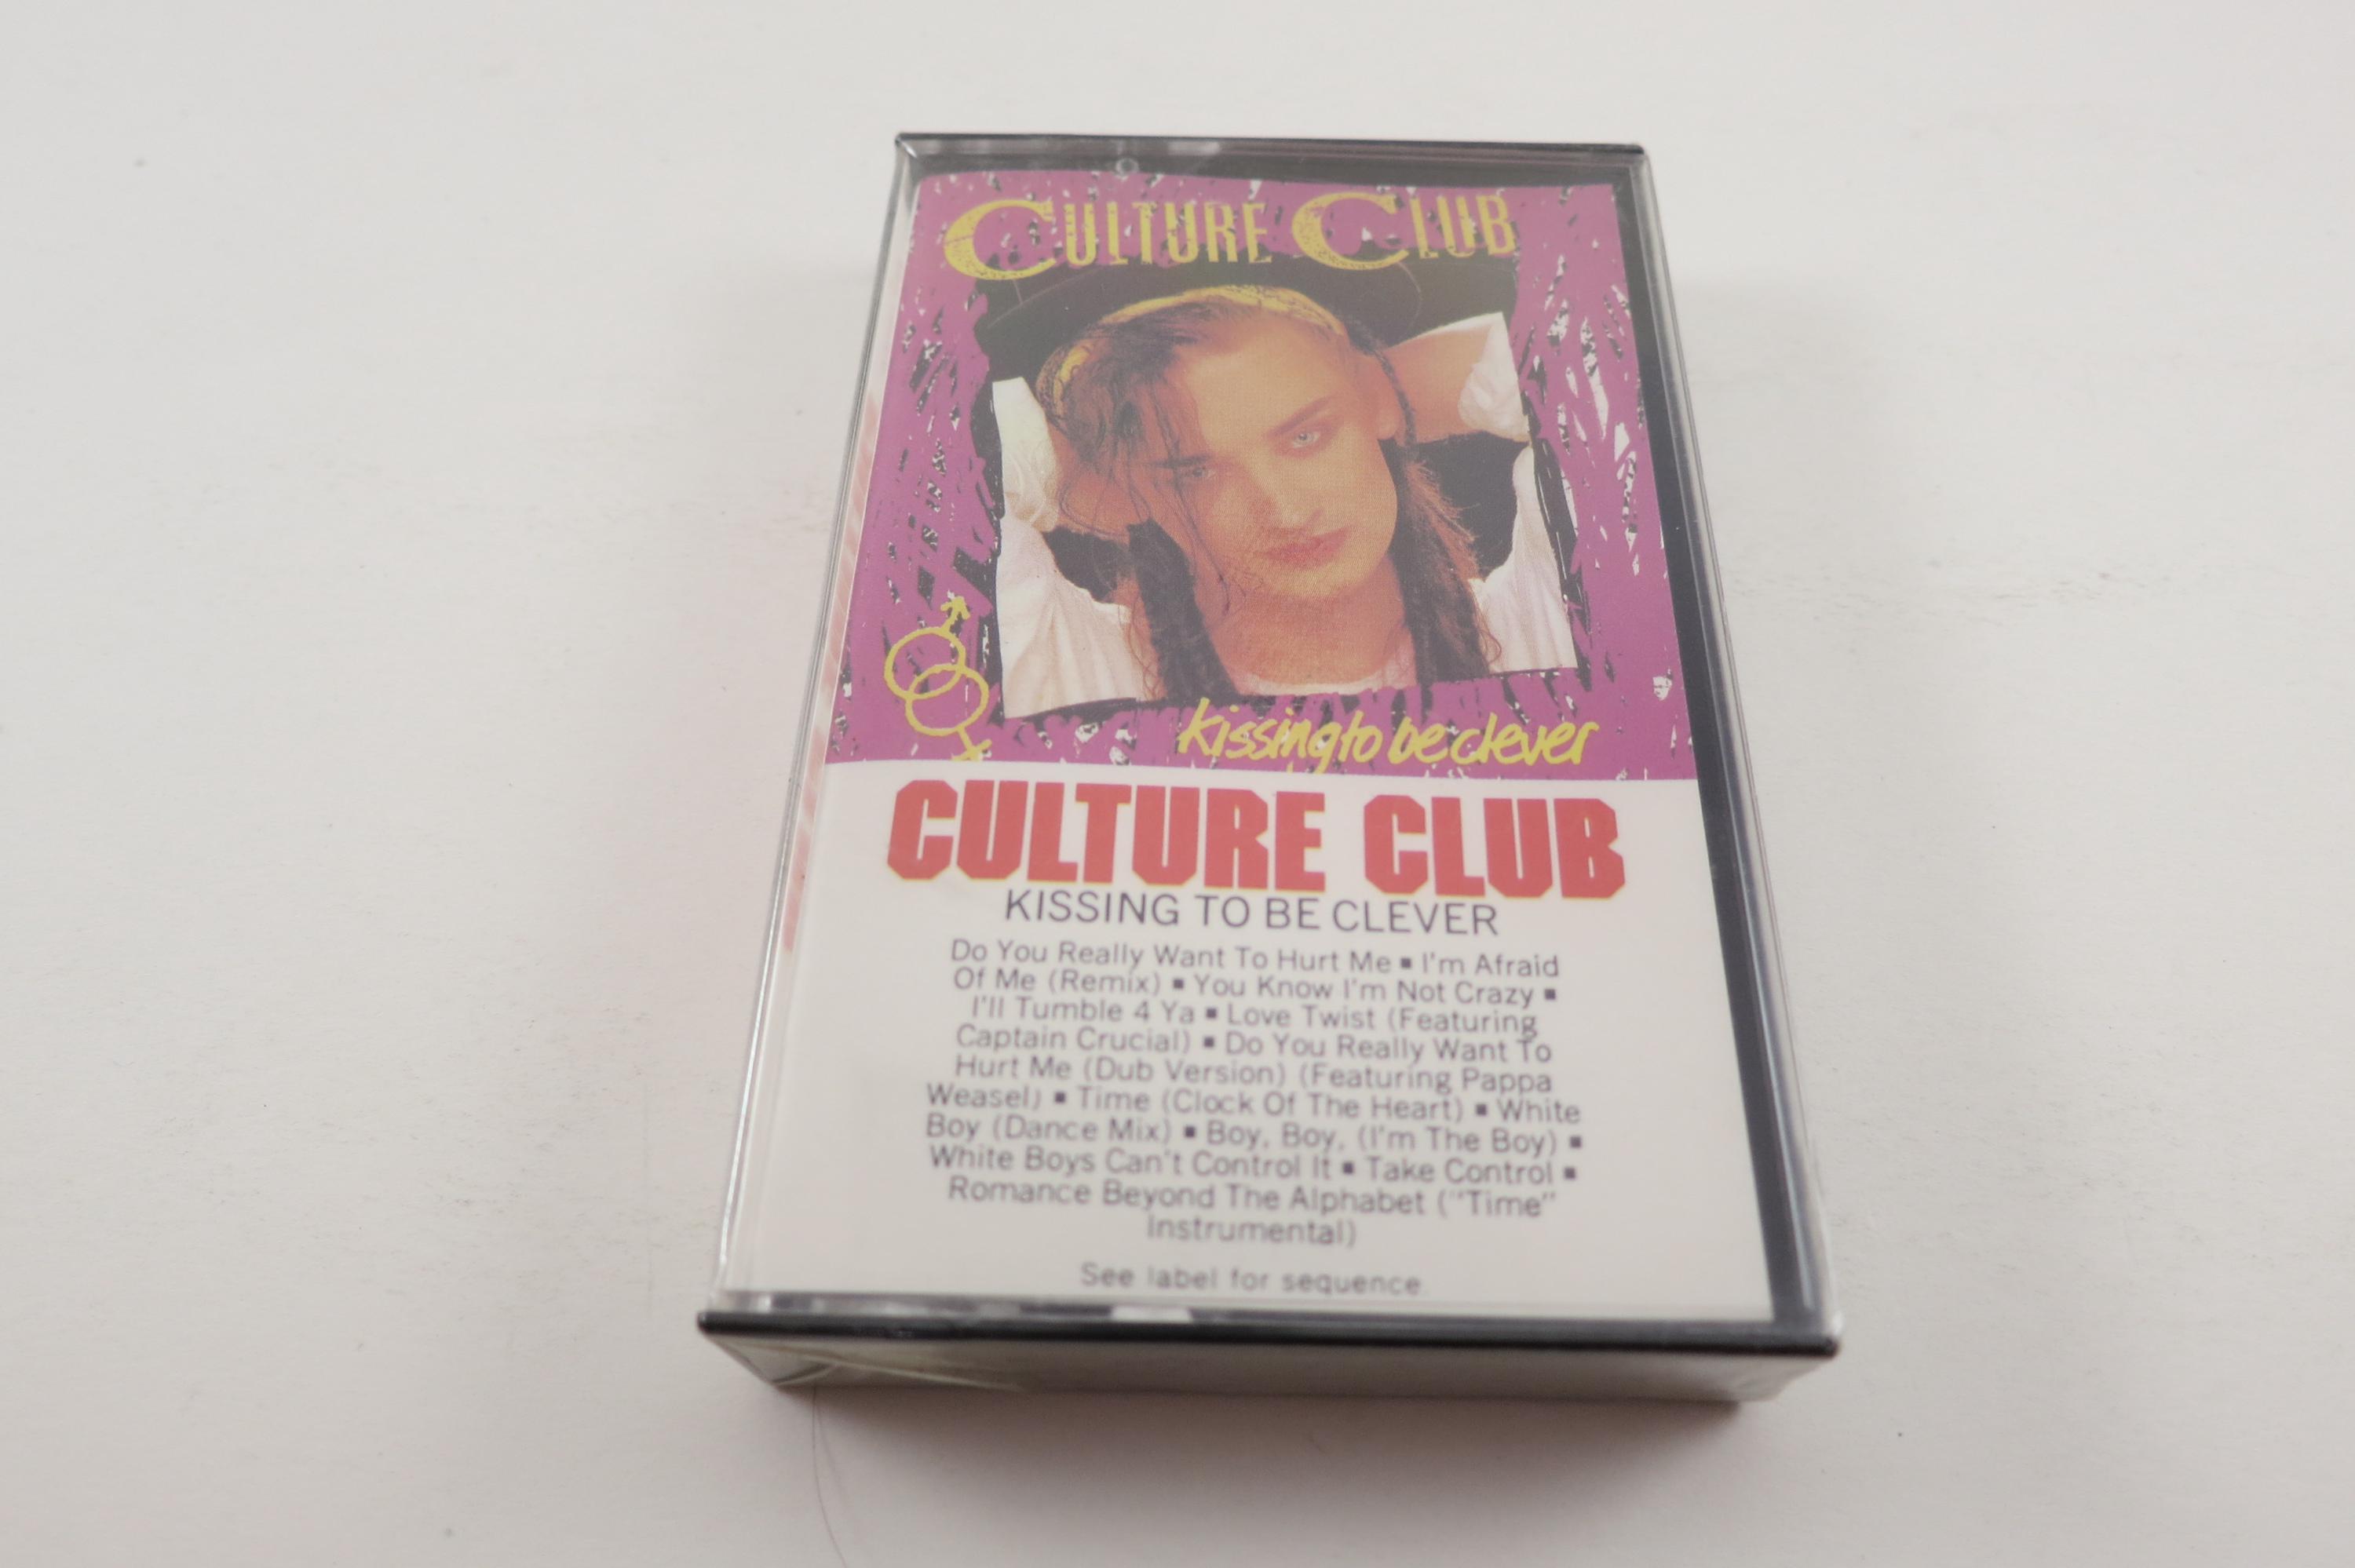 CULTURE CLUB
kissing to be clever
CULTURE CLUB
KISSING TO BE CLEVER
Do You Really Want To Hurt Me ▪ I'm Afraid
Of Me (Remix) ▪ You Know I'm Not Crazy ▪
I'll Tumble 4 Ya ▪ Love Twist (Featuring
Captain Crucial) ▪ Do You Really Want To
Hurt Me (Dub Version) (Featuring Pappa
Weasel) ▪ Time (Clock Of The Heart) ▪ White
Boy (Dance Mix) ▪ Boy, Boy, (I'm The Boy) ▪
White Boys Can't Control It ▪ Take Control ▪
Romance Beyond The Alphabet ("Time"
Instrumental)
See label for sequence.